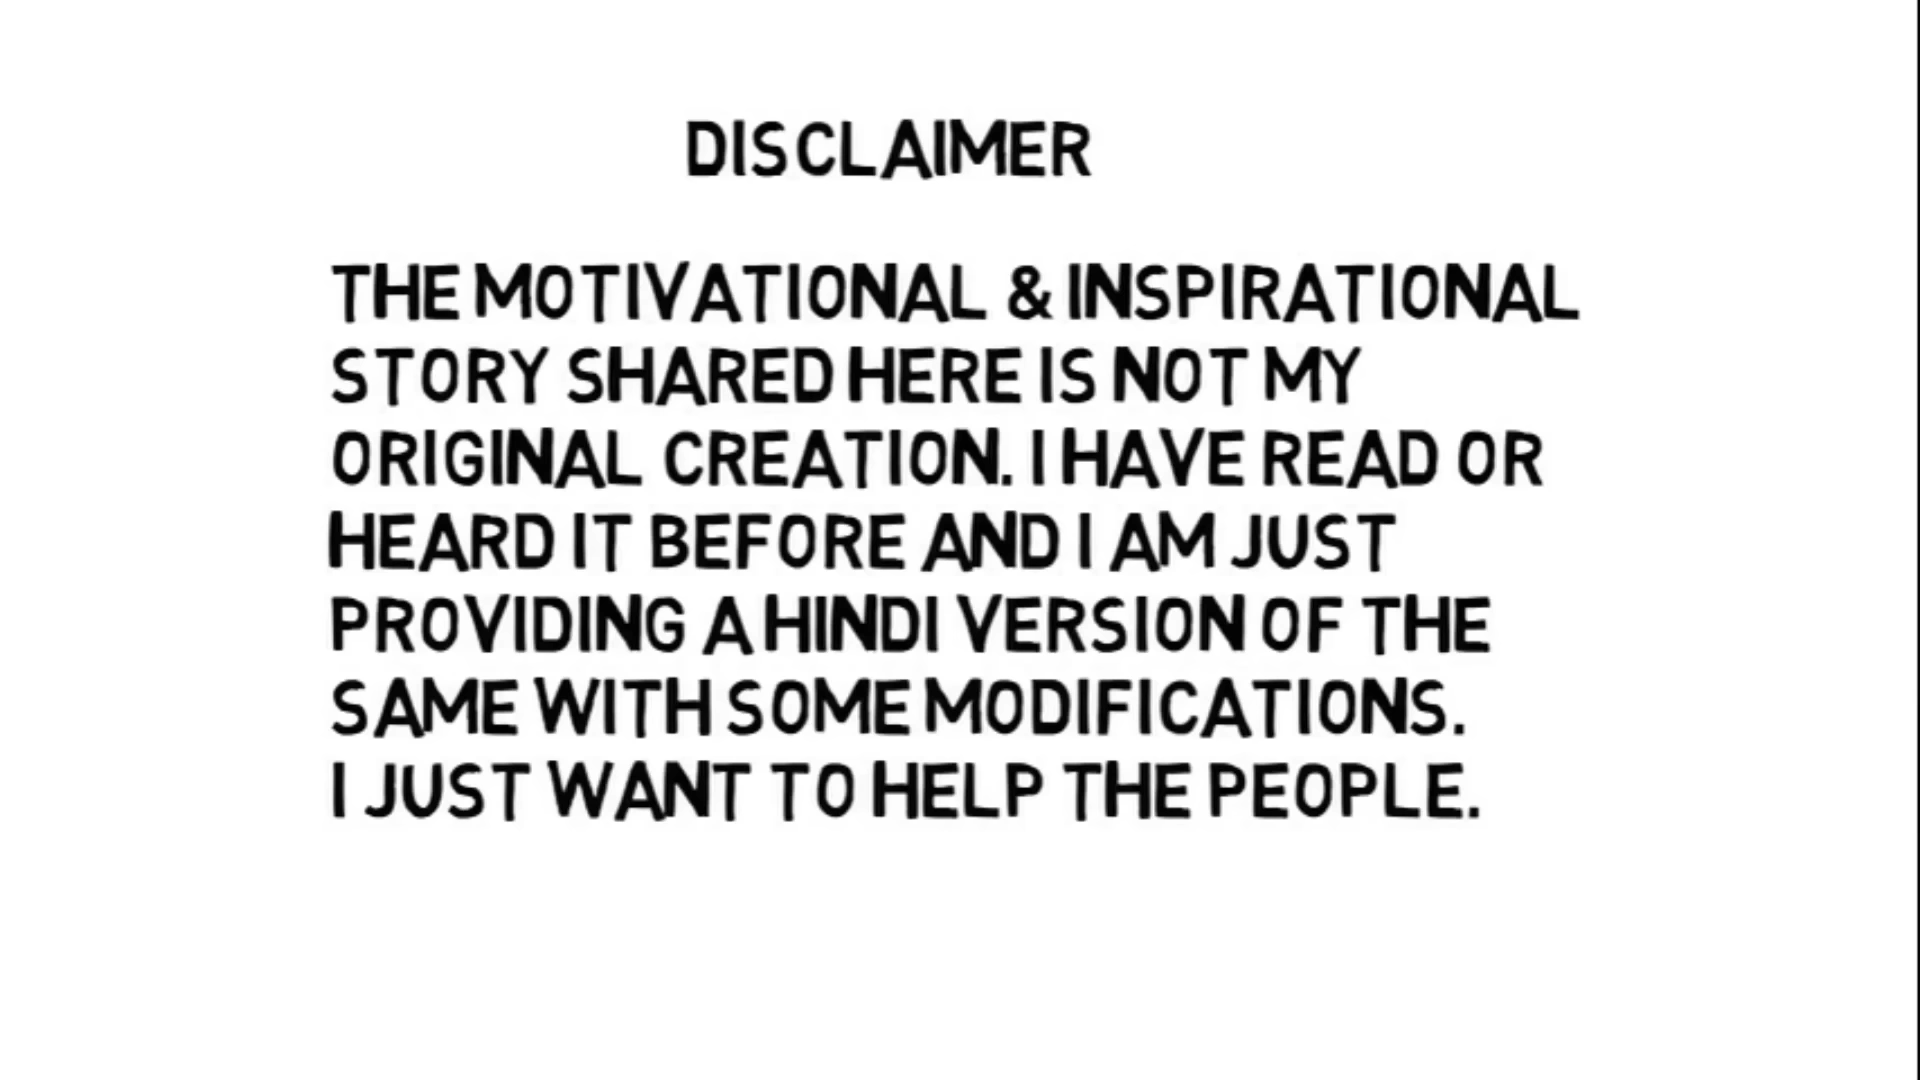 DISCLAIMER
THE MOTIVATIONAL & INSPIRATIONAL
STORY SHARED HERE IS NOT MY
ORIGINAL CREATION. I HAVE READ OR
HEARD IT BEFORE AND I AM JUST
PROVIDING A HINDI VERSION OF THE
SAME WITH SOME MODIFICATIONS.
I JUST WANT TO HELP THE PEOPLE.